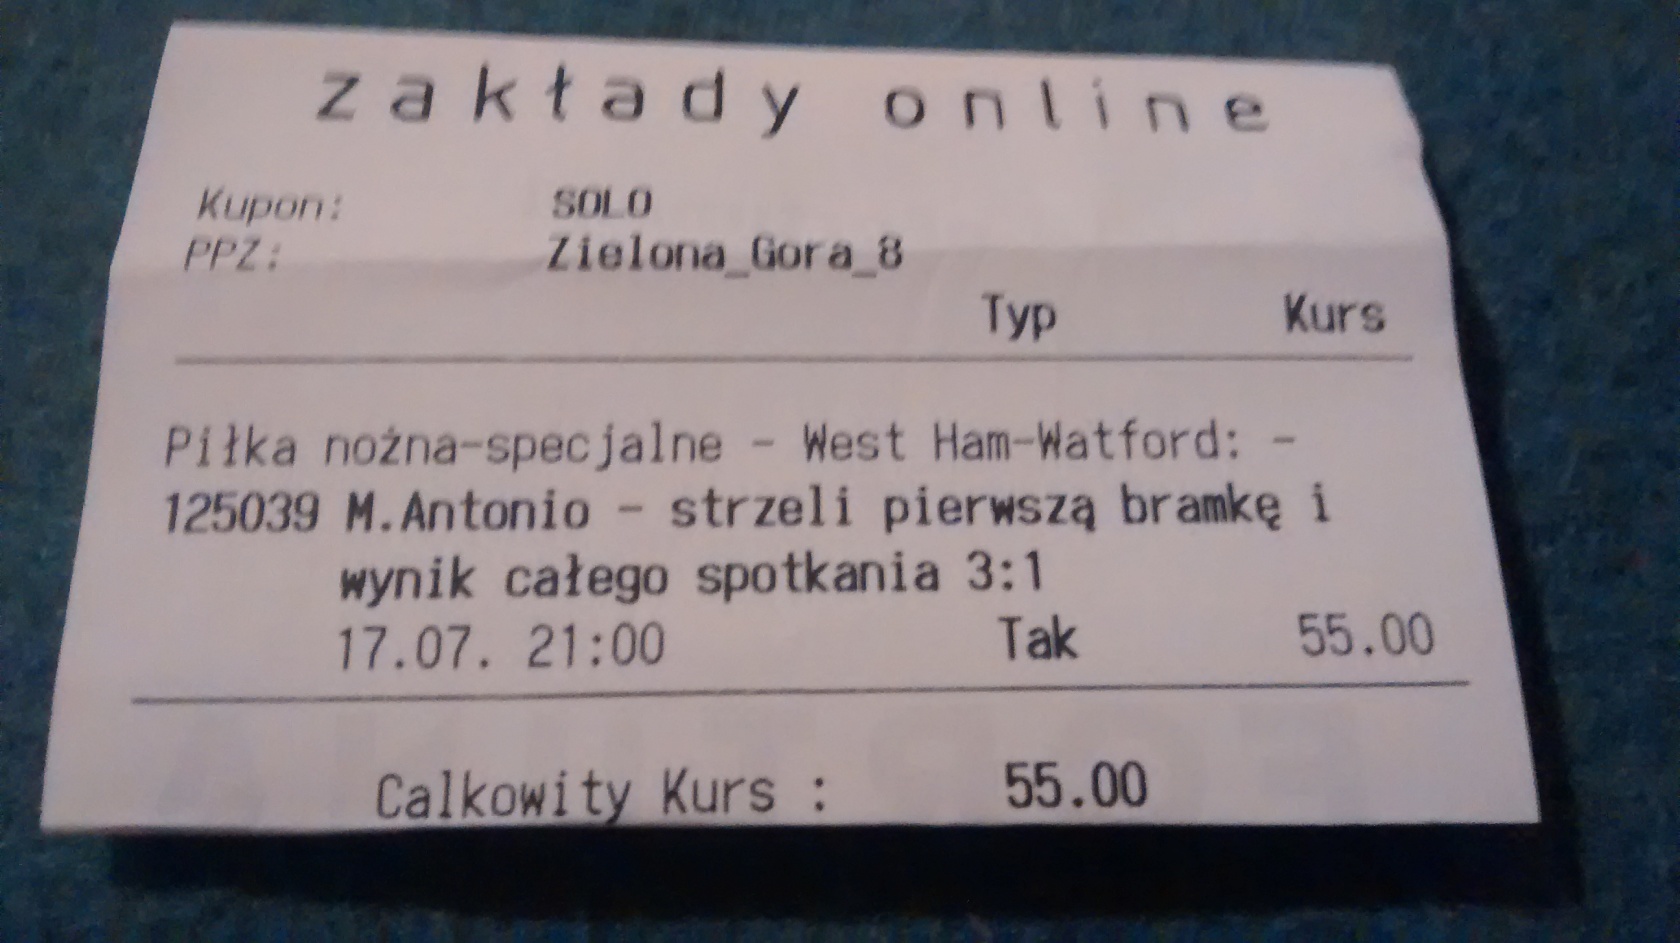 zakłady online
Kupon: SOLO
PPZ: Zielona_Gora_8
Typ Kurs
Piłka nożna-specjalne - West Ham-Watford: -
125039 M.Antonio - strzeli pierwszą bramkę i
wynik całego spotkania 3:1
17.07. 21:00 Tak 55.00
Calkowity Kurs : 55.00